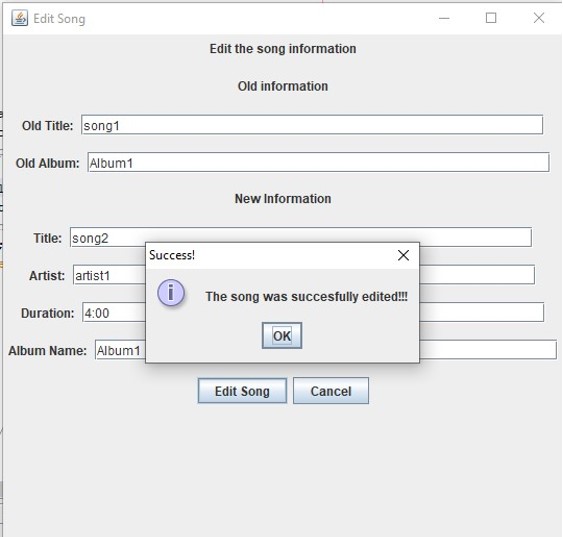 Edit Song
Edit the song information
Old information
Old Title: song1
Old Album: Album1
New Information
Title: song2
Success!
Artist: artist1
The song was succesfully edited!!!
Duration: 4:00
OK
Album Name: Album1
Edit Song Cancel